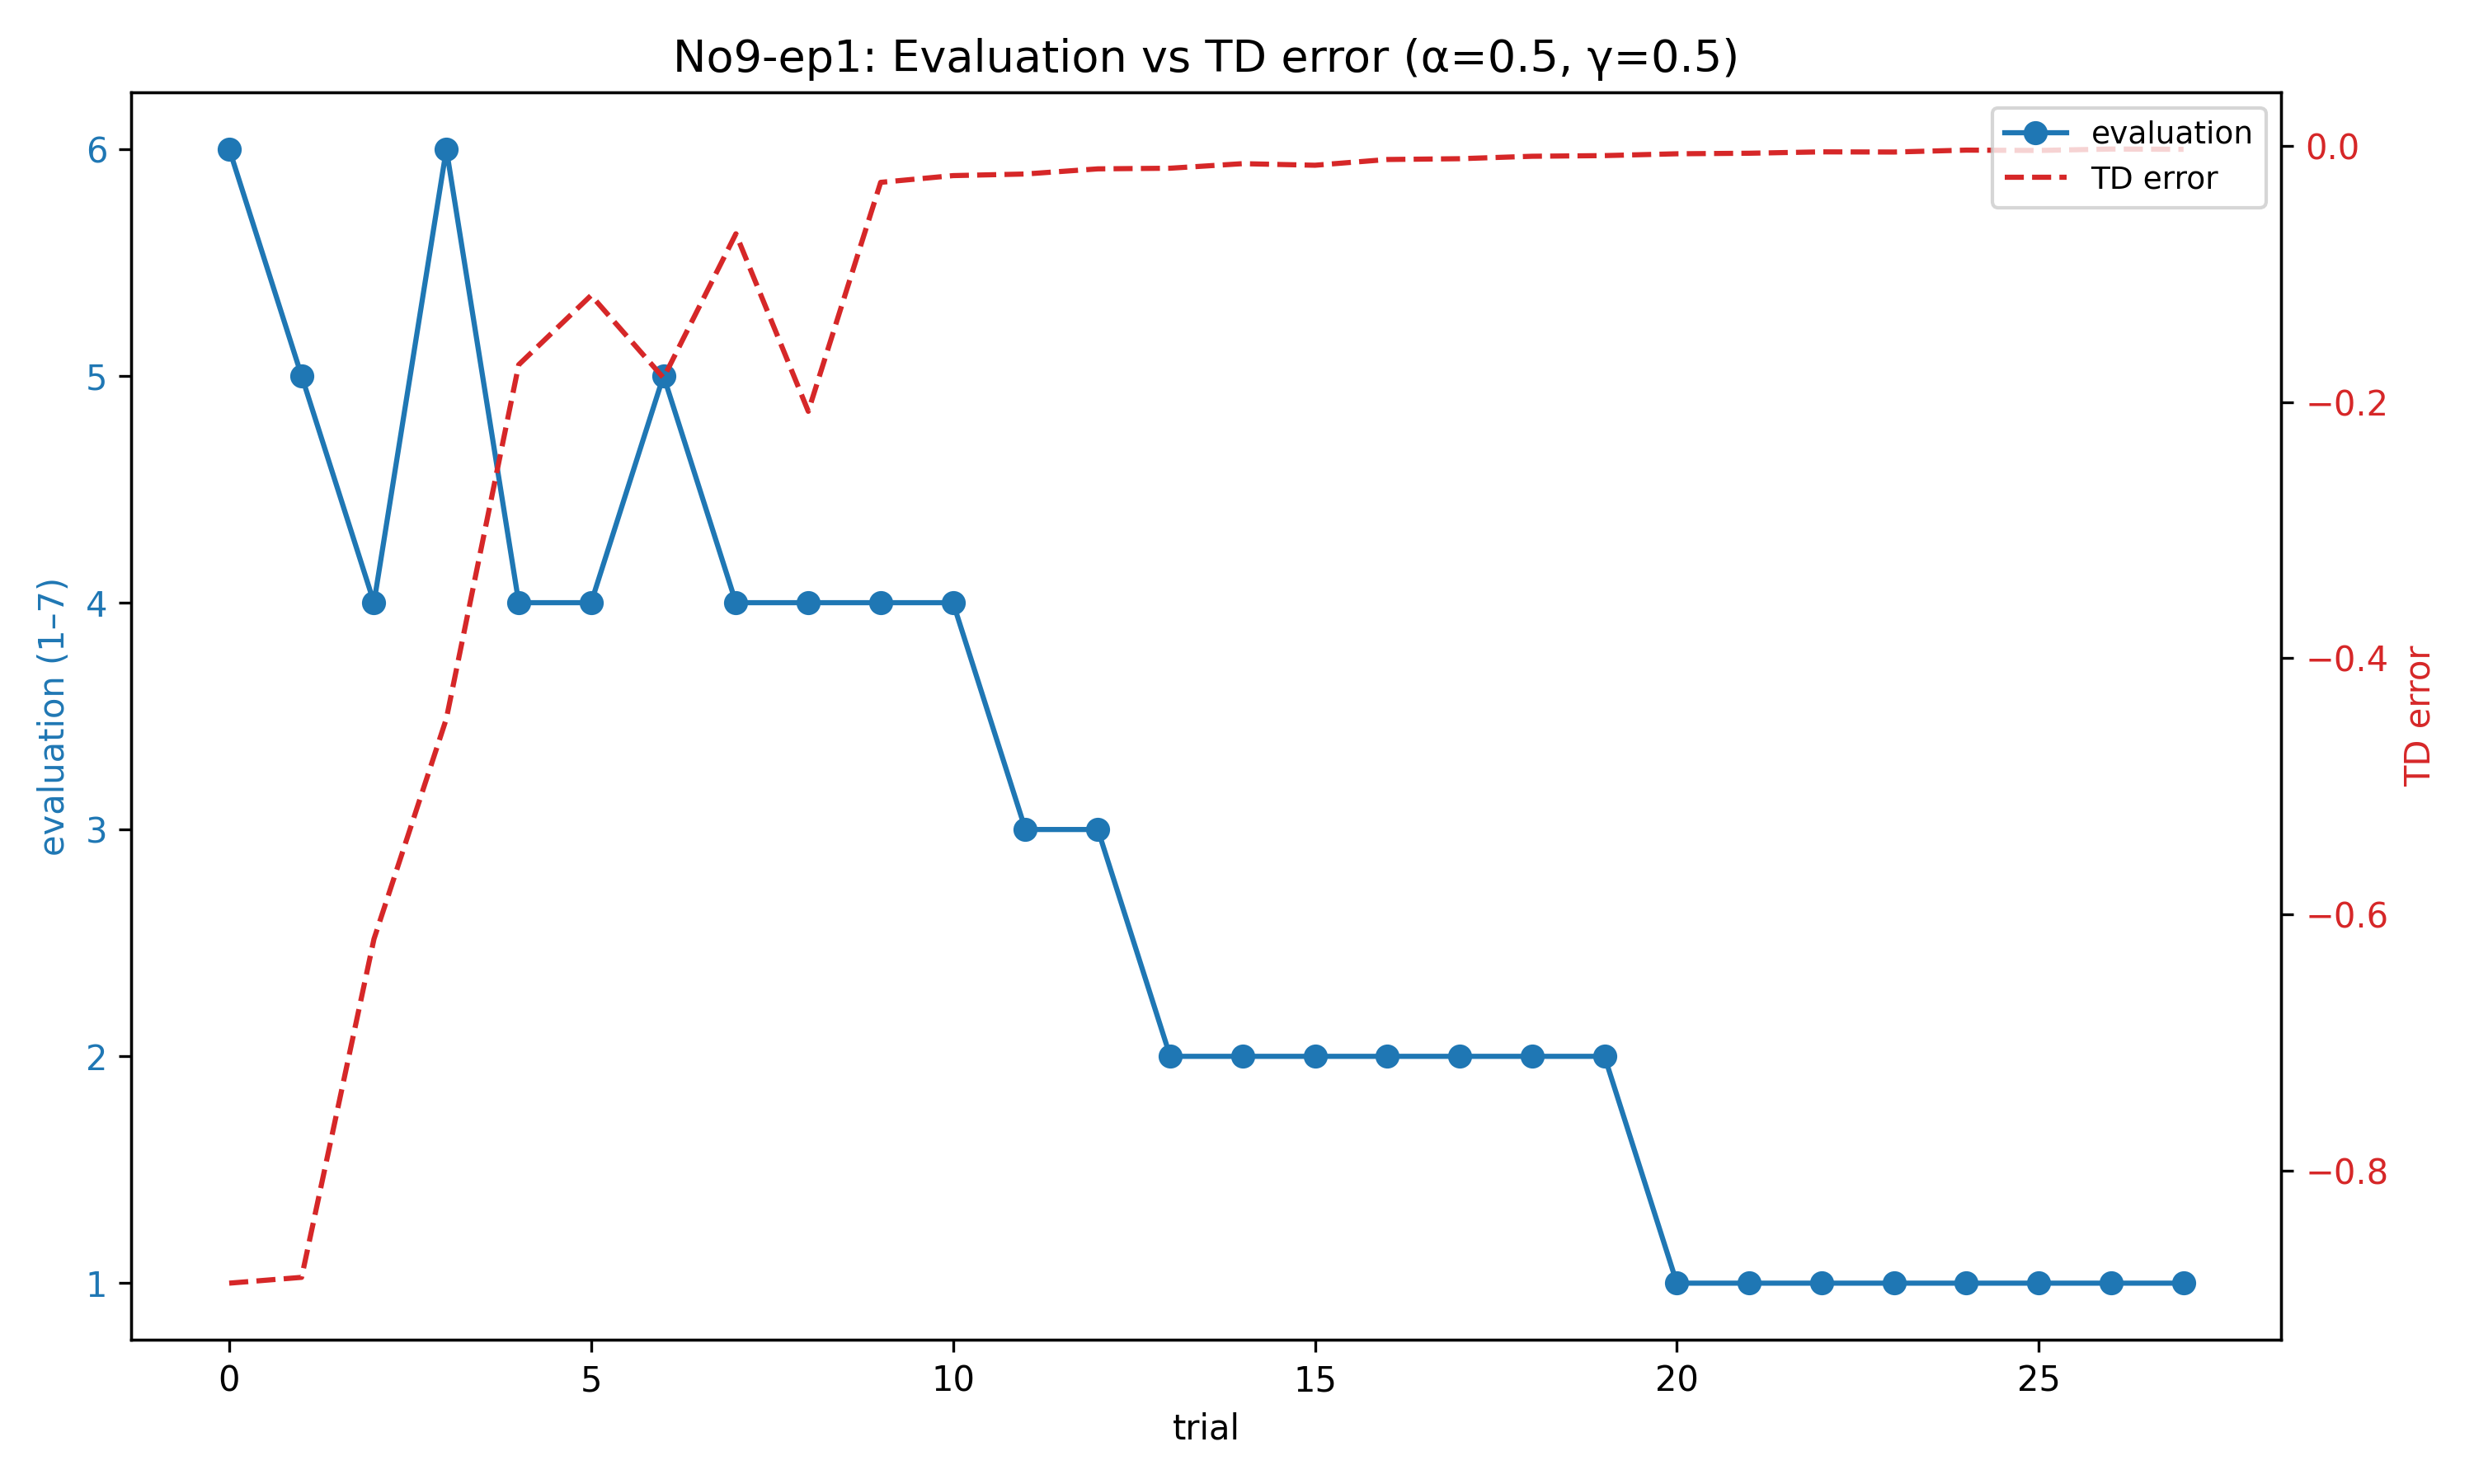 No9-ep1: Evaluation vs TD error (α=0.5, γ=0.5)
evaluation
TD error
6
5
4
3
2
1
evaluation (1–7)
0.0
−0.2
−0.4
−0.6
−0.8
TD error
0 5 10 15 20 25
trial